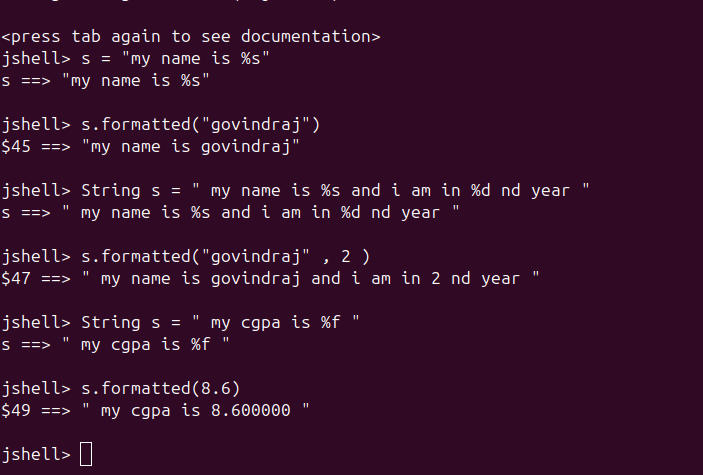 <press tab again to see documentation>
jshell> s = "my name is %s"
s ==> "my name is %s"
jshell> s.formatted("govindraj")
$45 ==> "my name is govindraj"
jshell> String s = " my name is %s and i am in %d nd year "
s ==> " my name is %s and i am in %d nd year "
jshell> s.formatted("govindraj" , 2 )
$47 ==> " my name is govindraj and i am in 2 nd year "
jshell> String s = " my cgpa is %f "
s ==> " my cgpa is %f "
jshell> s.formatted(8.6)
$49 ==> " my cgpa is 8.600000 "
jshell>